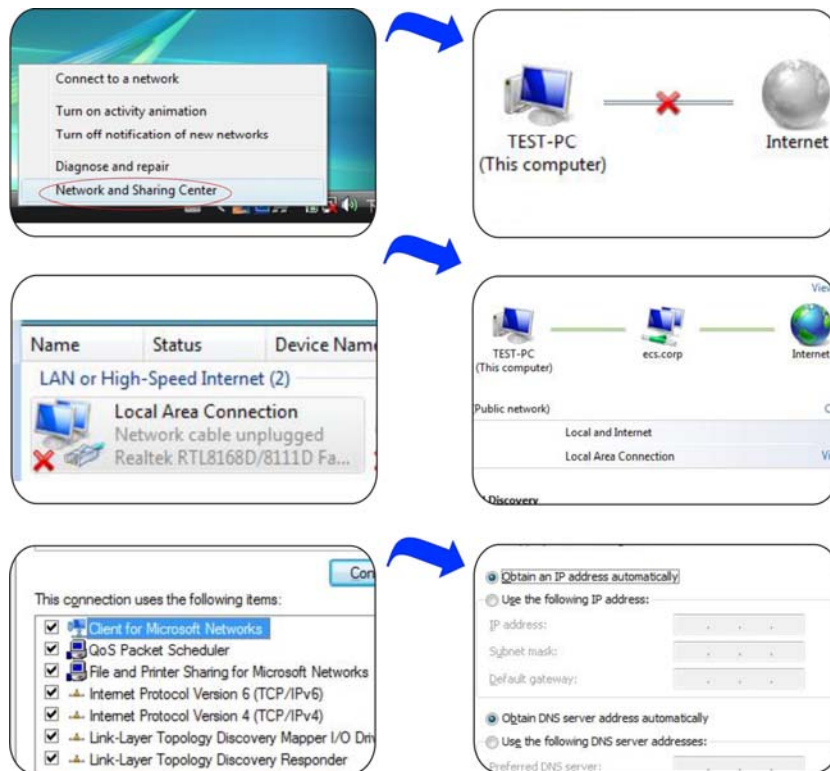 Connect to a network
Turn on activity animation
Turn off notification of new networks
Diagnose and repair
Network and Sharing Center
TEST-PC
(This computer)
Internet
Name Status Device Nam
LAN or High-Speed Internet (2)
Local Area Connection
Network cable unplugged
Realtek RTL8168D/8111D Fa...
Vie
TEST-PC
(This computer)
ecs.corp
Internet
Public network)
Local and Internet
Local Area Connection
Vi
Discovery
Con
This connection uses the following items:
Client for Microsoft Networks
QoS Packet Scheduler
File and Printer Sharing for Microsoft Networks
Internet Protocol Version 6 (TCP/IPv6)
Internet Protocol Version 4 (TCP/IPv4)
Link-Layer Topology Discovery Mapper I/O Driv
Link-Layer Topology Discovery Responder
Obtain an IP address automatically
Use the following IP address:
IP address:
Subnet mask:
Default gateway:
Obtain DNS server address automatically
Use the following DNS server addresses:
Preferred DNS server: